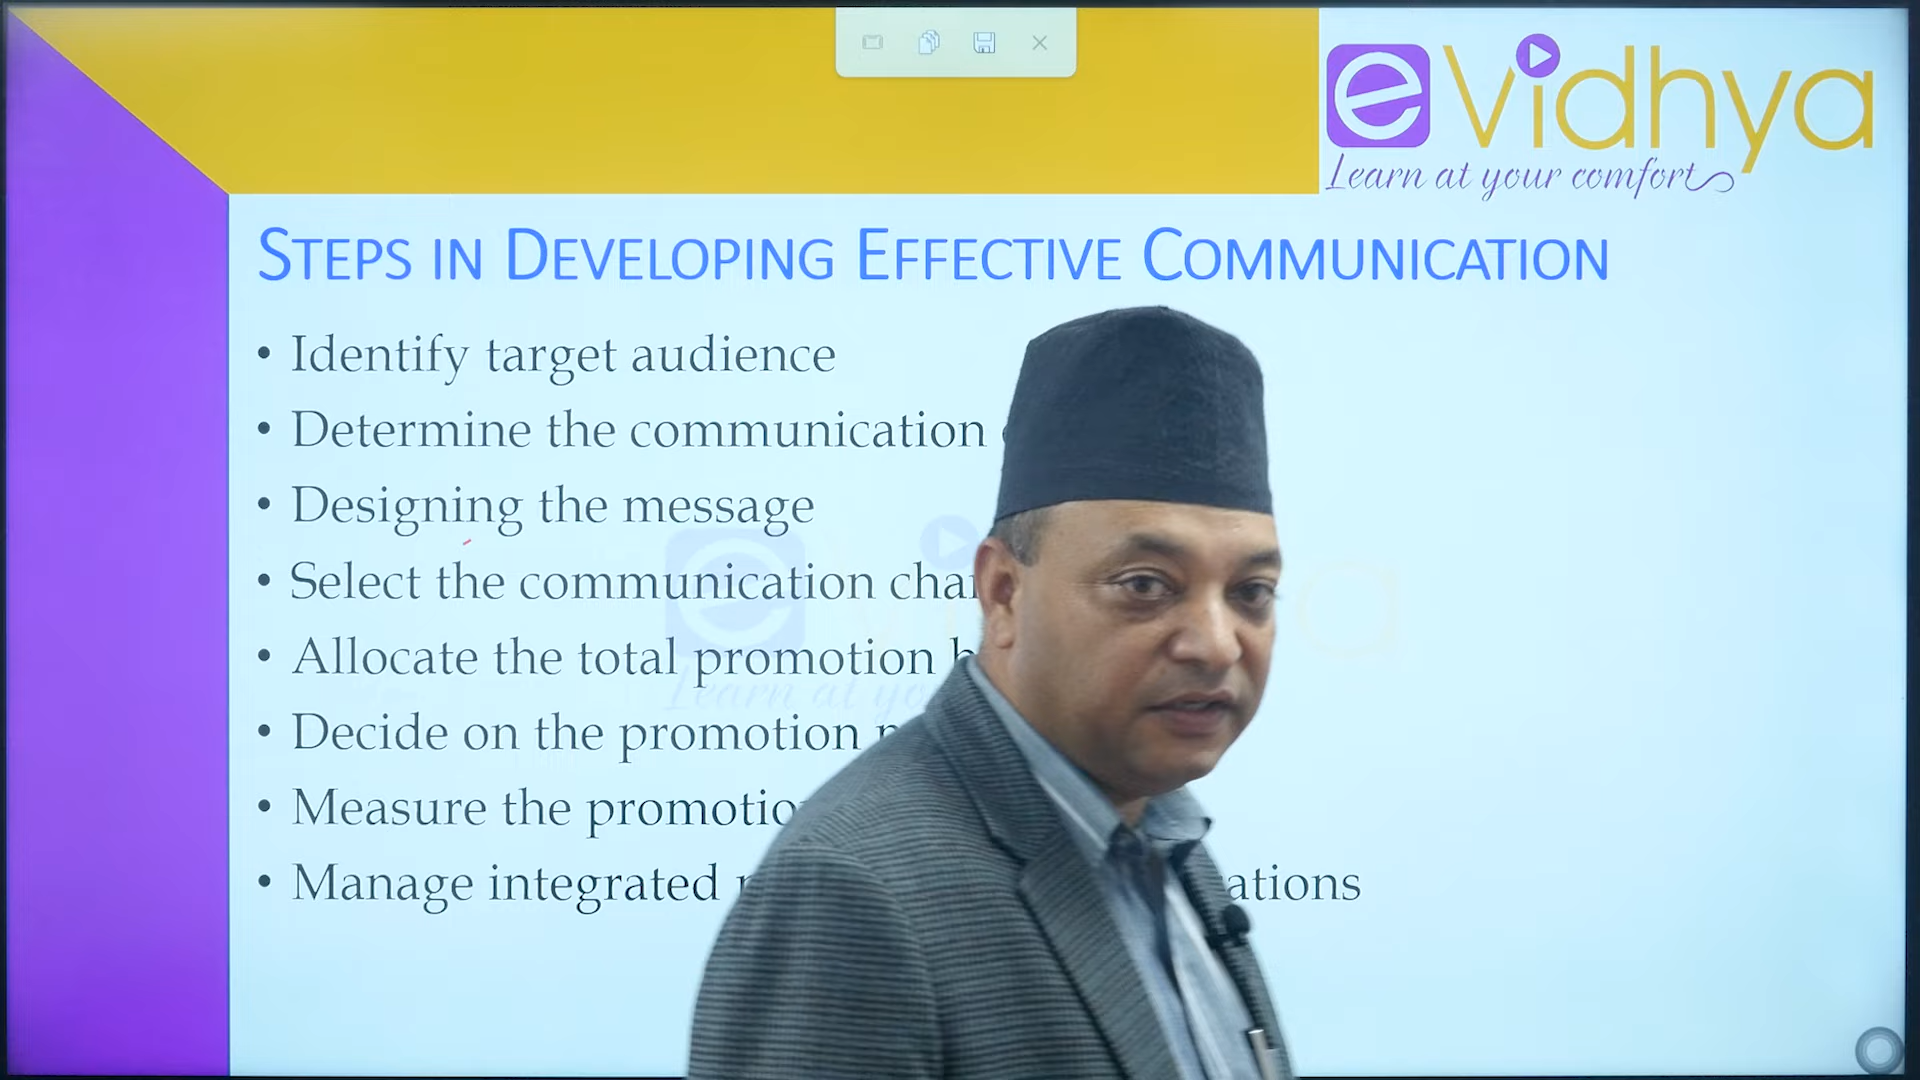 eVidhya
Learn at your comfort
STEPS IN DEVELOPING EFFECTIVE COMMUNICATION
• Identify target audience
• Determine the communication
• Designing the message
• Select the communication
• Allocate the total promotion
• Decide on the promotion
• Measure the
• Manage integrated